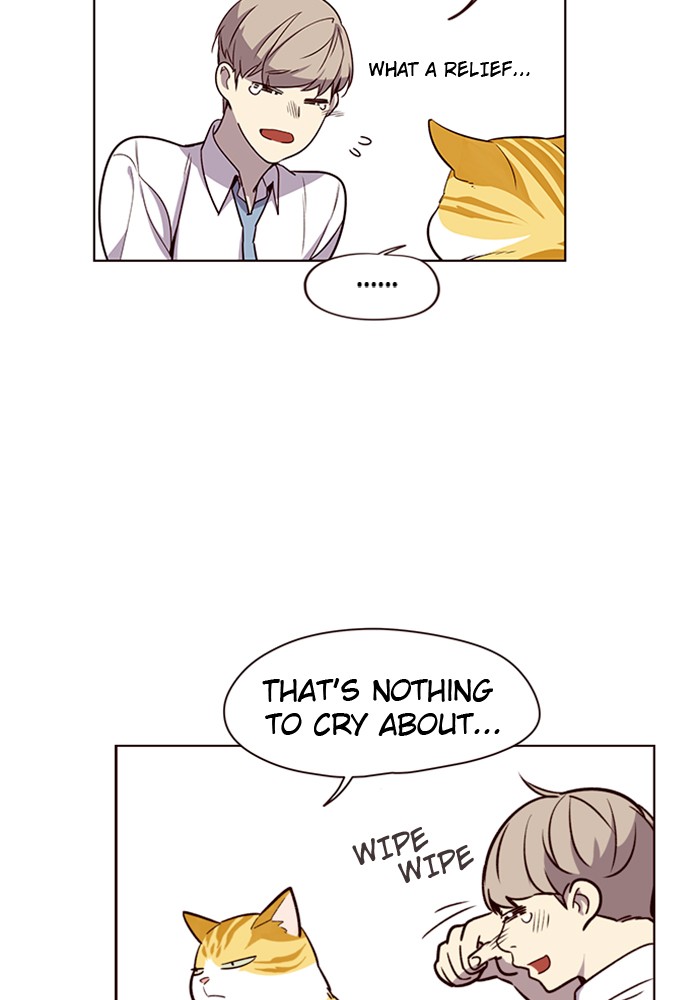 WHAT A RELIEF...
......
THAT'S NOTHING
TO CRY ABOUT...
WIPE
WIPE